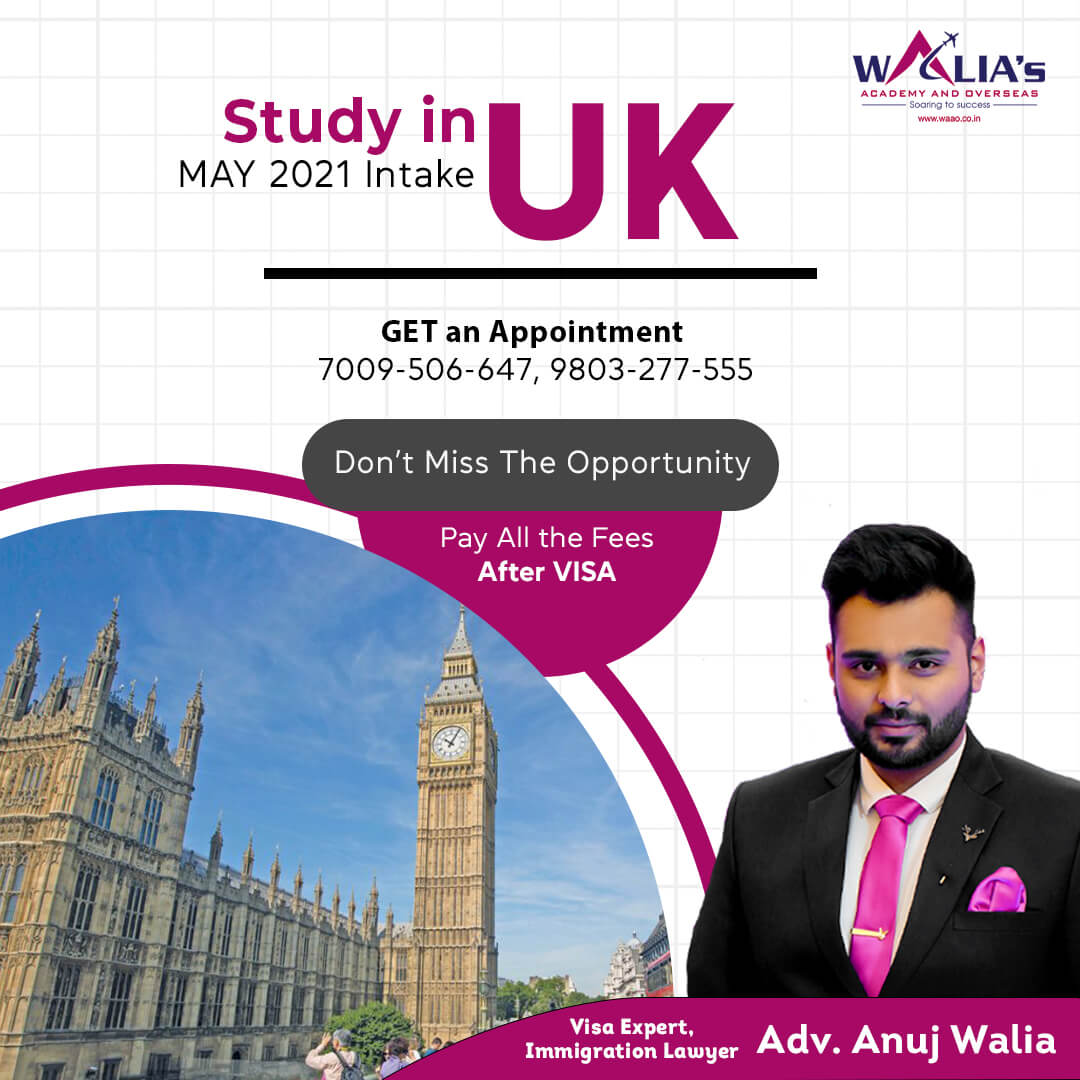 WALIA's
ACADEMY AND OVERSEAS
Soaring to success
www.waao.co.in
Study in UK
MAY 2021 Intake
GET an Appointment
7009-506-647, 9803-277-555
Don't Miss The Opportunity
Pay All the Fees
After VISA
Visa Expert,
Immigration Lawyer
Adv. Anuj Walia